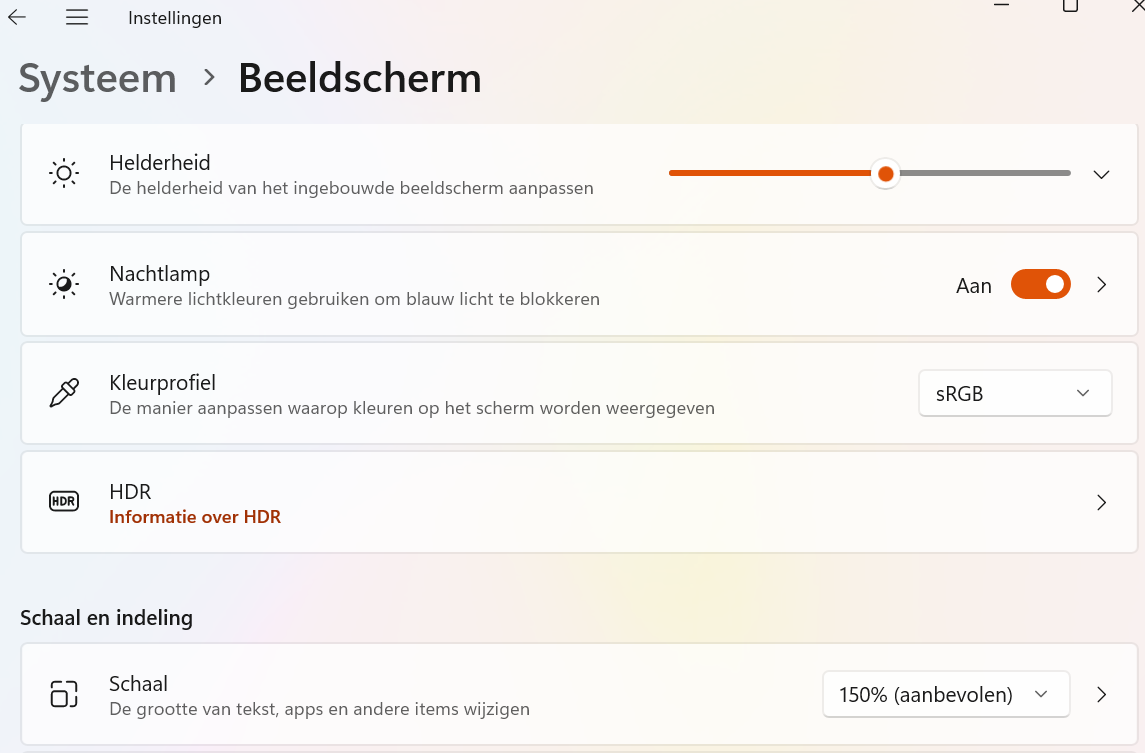 Instellingen
Systeem > Beeldscherm
Helderheid
De helderheid van het ingebouwde beeldscherm aanpassen
Nachtlamp
Warmere lichtkleuren gebruiken om blauw licht te blokkeren
Aan
Kleurprofiel
De manier aanpassen waarop kleuren op het scherm worden weergegeven
sRGB
HDR
HDR
Informatie over HDR
Schaal en indeling
Schaal
De grootte van tekst, apps en andere items wijzigen
150% (aanbevolen)